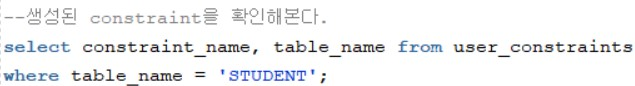 --생성된 constraint을 확인해본다.
select constraint_name, table_name from user_constraints
where table_name = 'STUDENT';